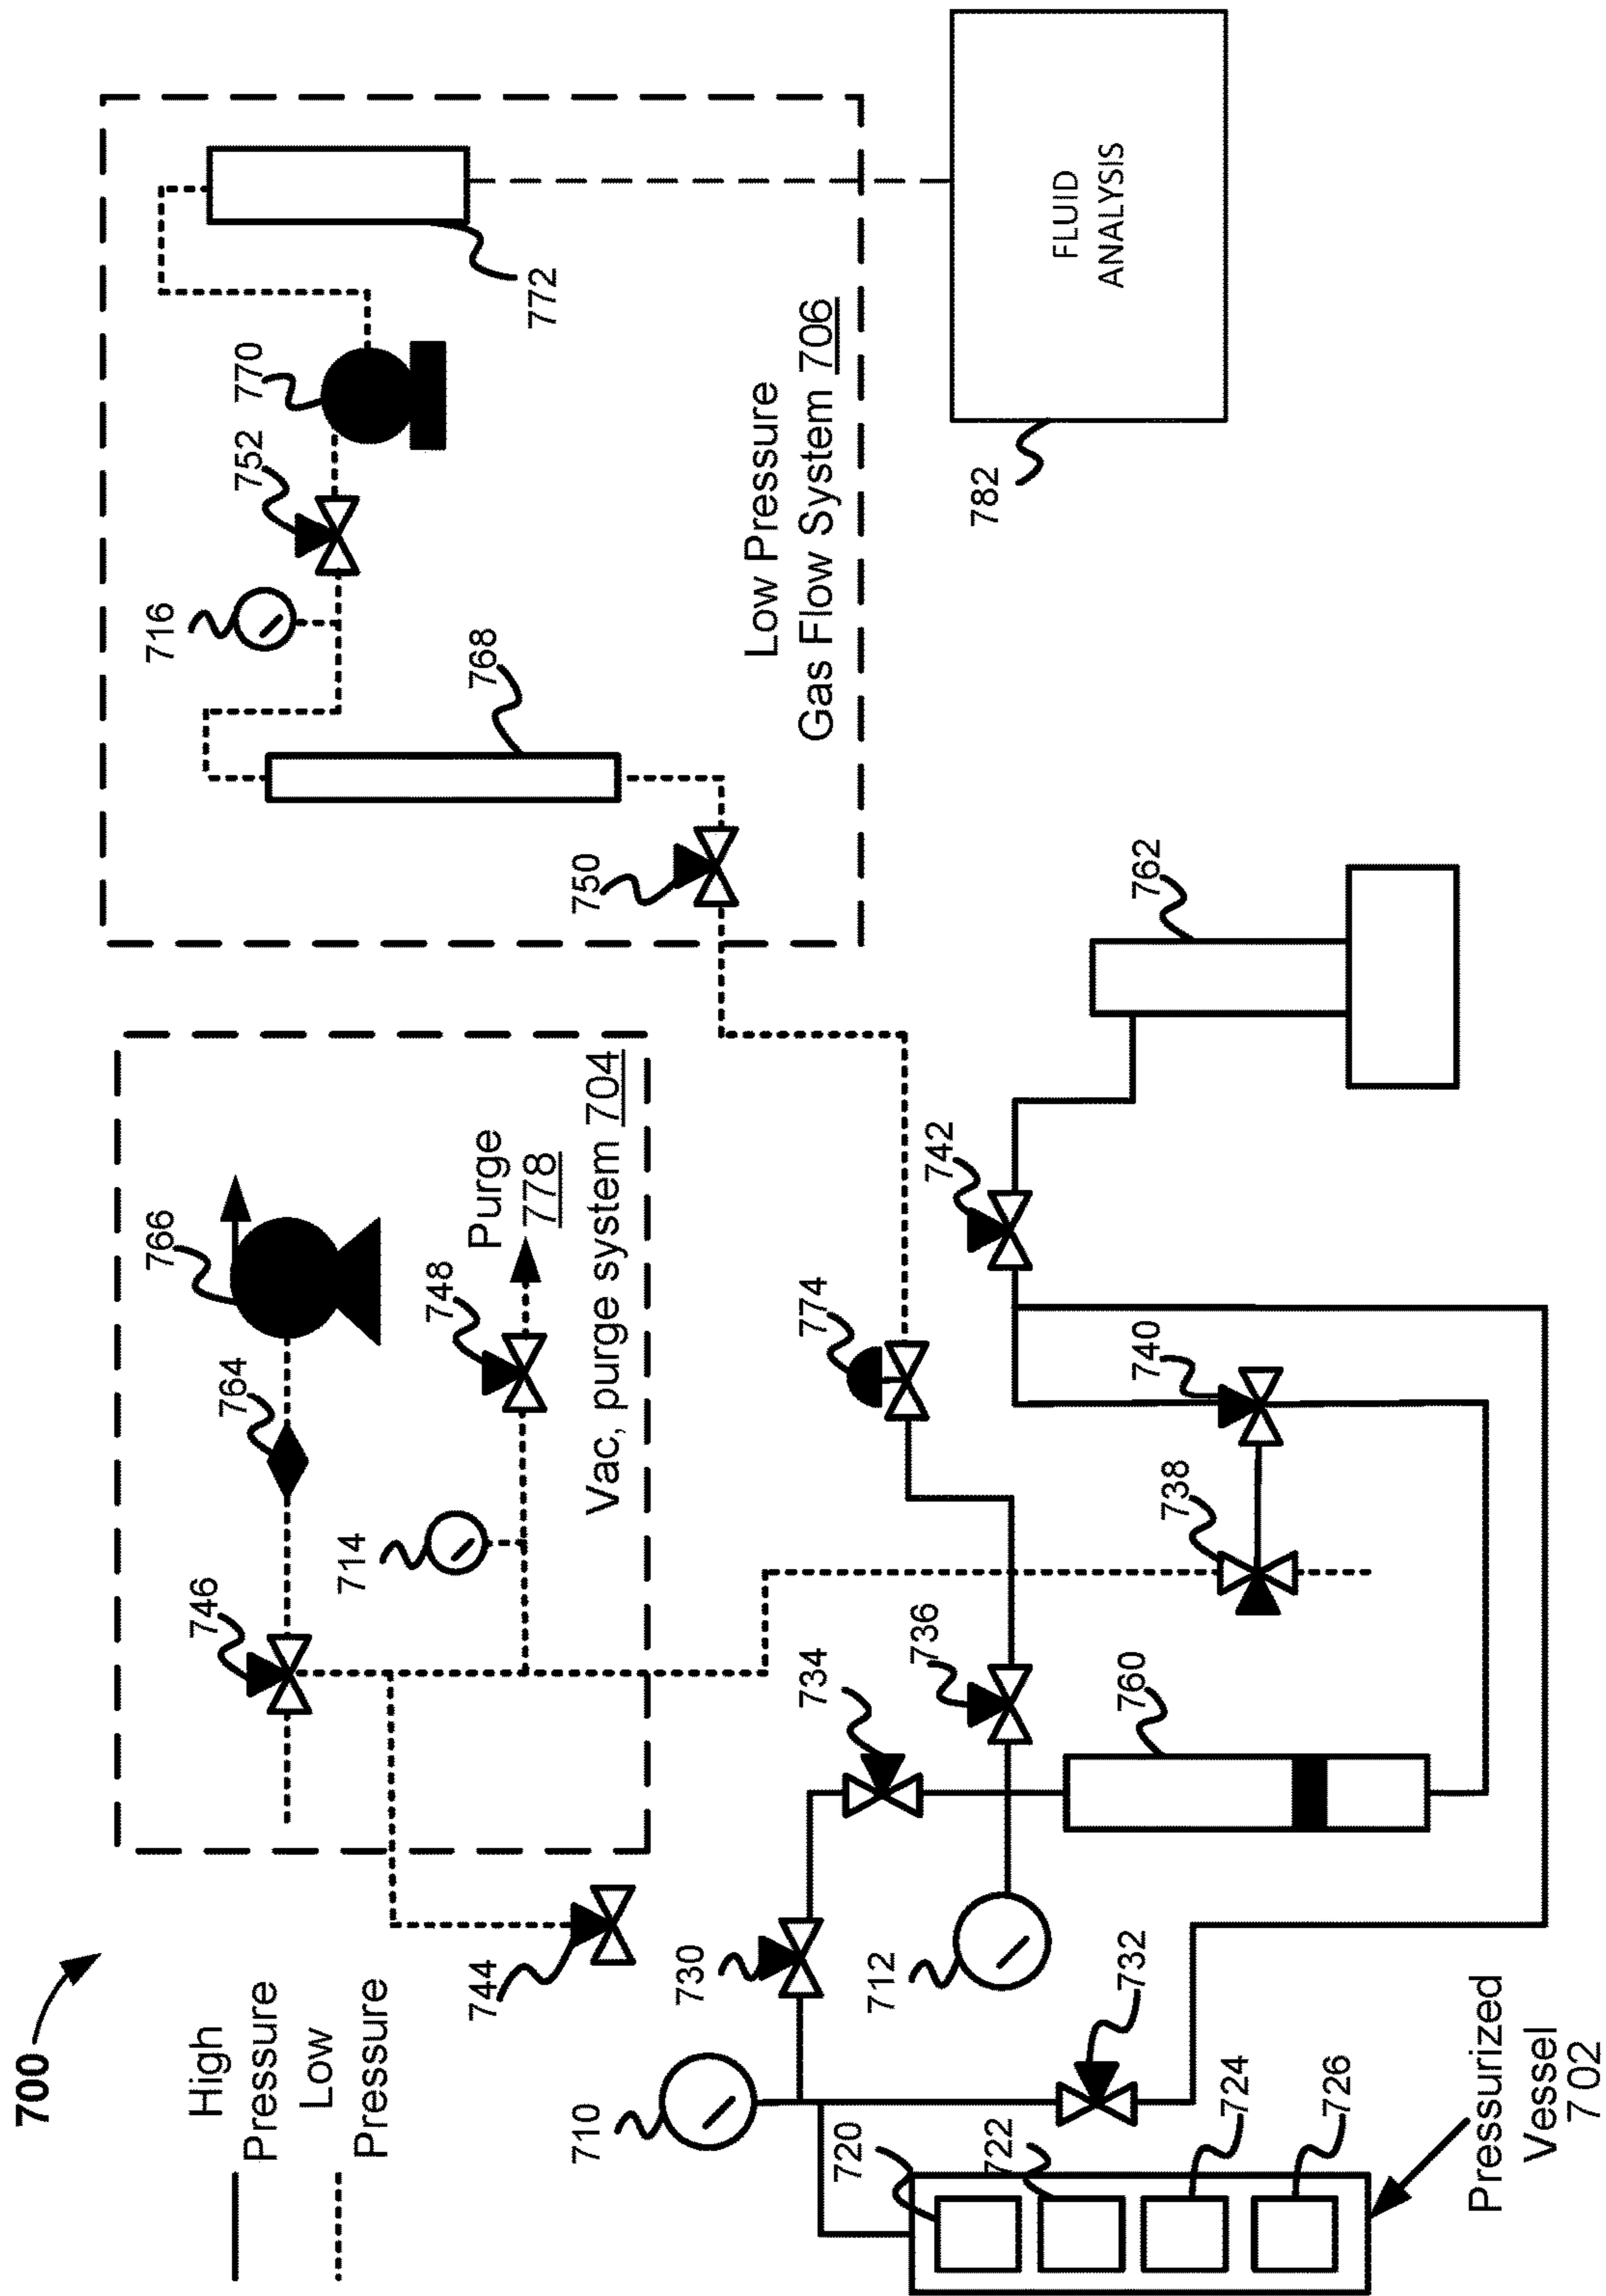 700
High
Pressure
Low
Pressure
766
764
746
714
748
Purge
778
Vac, purge system 704
744
716
752
770
772
768
750
Low Pressure
Gas Flow System 706
FLUID
ANALYSIS
782
710
730
734
712
736
774
742
762
738
740
760
732
720
722
724
726
Pressurized
Vessel
702